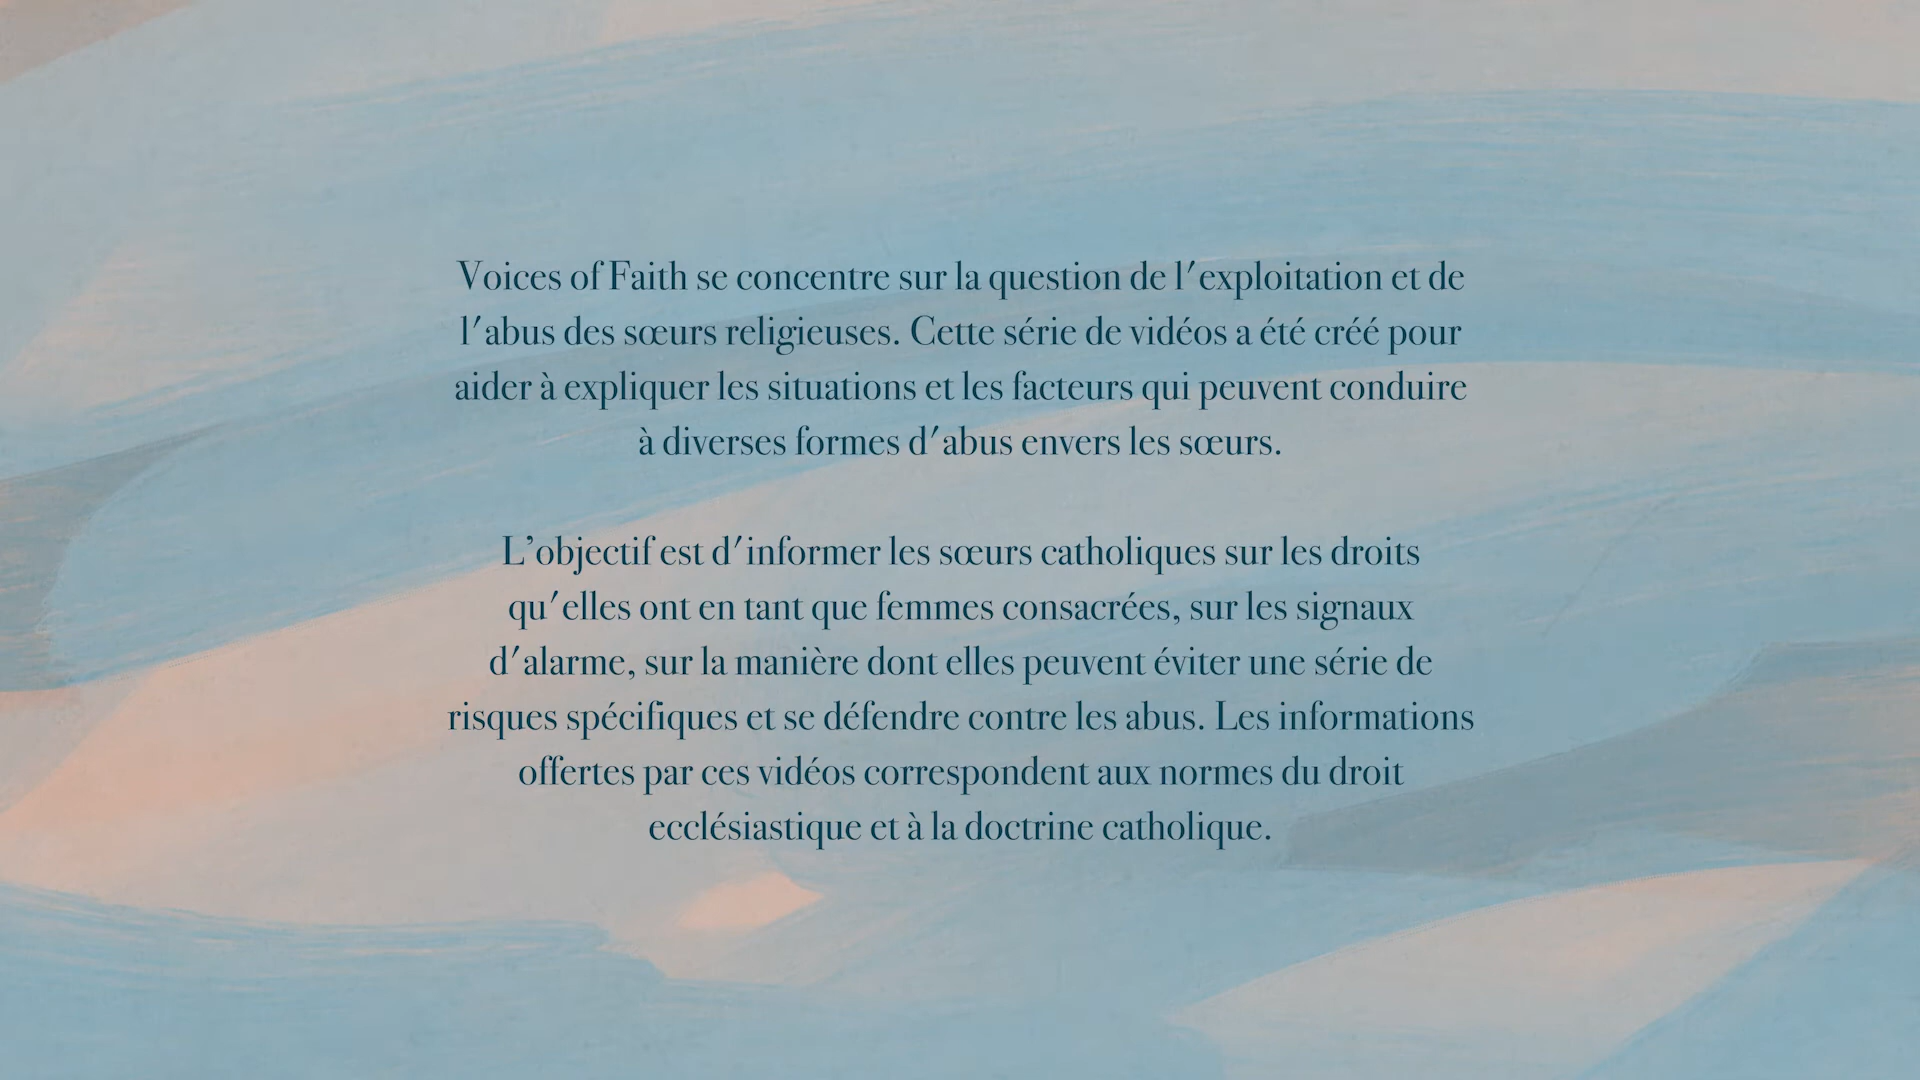 Voices of Faith se concentre sur la question de l'exploitation et de
l'abus des sœurs religieuses. Cette série de vidéos a été créé pour
aider à expliquer les situations et les facteurs qui peuvent conduire
à diverses formes d'abus envers les sœurs.
L’objectif est d'informer les sœurs catholiques sur les droits
qu'elles ont en tant que femmes consacrées, sur les signaux
d'alarme, sur la manière dont elles peuvent éviter une série de
risques spécifiques et se défendre contre les abus. Les informations
offertes par ces vidéos correspondent aux normes du droit
ecclésiastique et à la doctrine catholique.